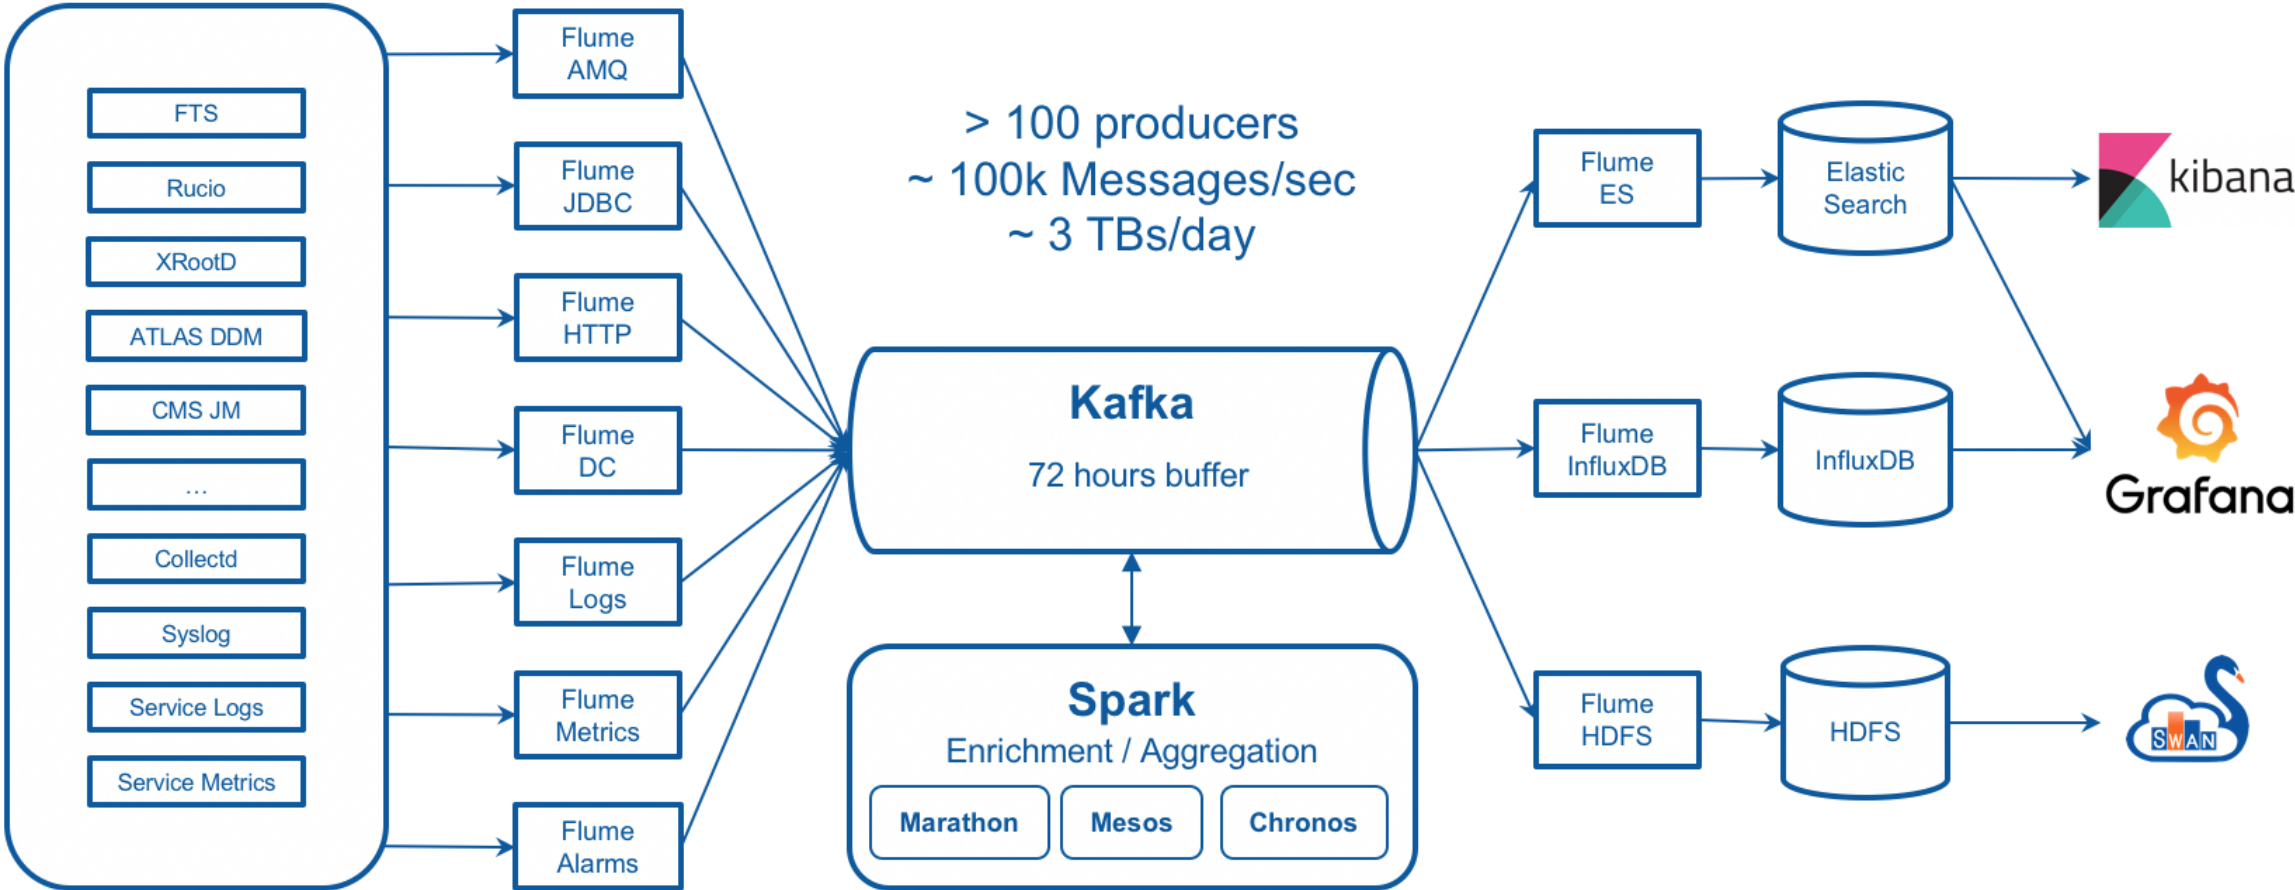 FTS
Rucio
XRootD
ATLAS DDM
CMS JM
...
Collectd
Syslog
Service Logs
Service Metrics
Flume
AMQ
Flume
JDBC
Flume
HTTP
Flume
DC
Flume
Logs
Flume
Metrics
Flume
Alarms
> 100 producers
~ 100k Messages/sec
~ 3 TBs/day
Kafka
72 hours buffer
Spark
Enrichment / Aggregation
Marathon
Mesos
Chronos
Flume
ES
Flume
InfluxDB
Flume
HDFS
Elastic
Search
InfluxDB
HDFS
kibana
Grafana
SWAN